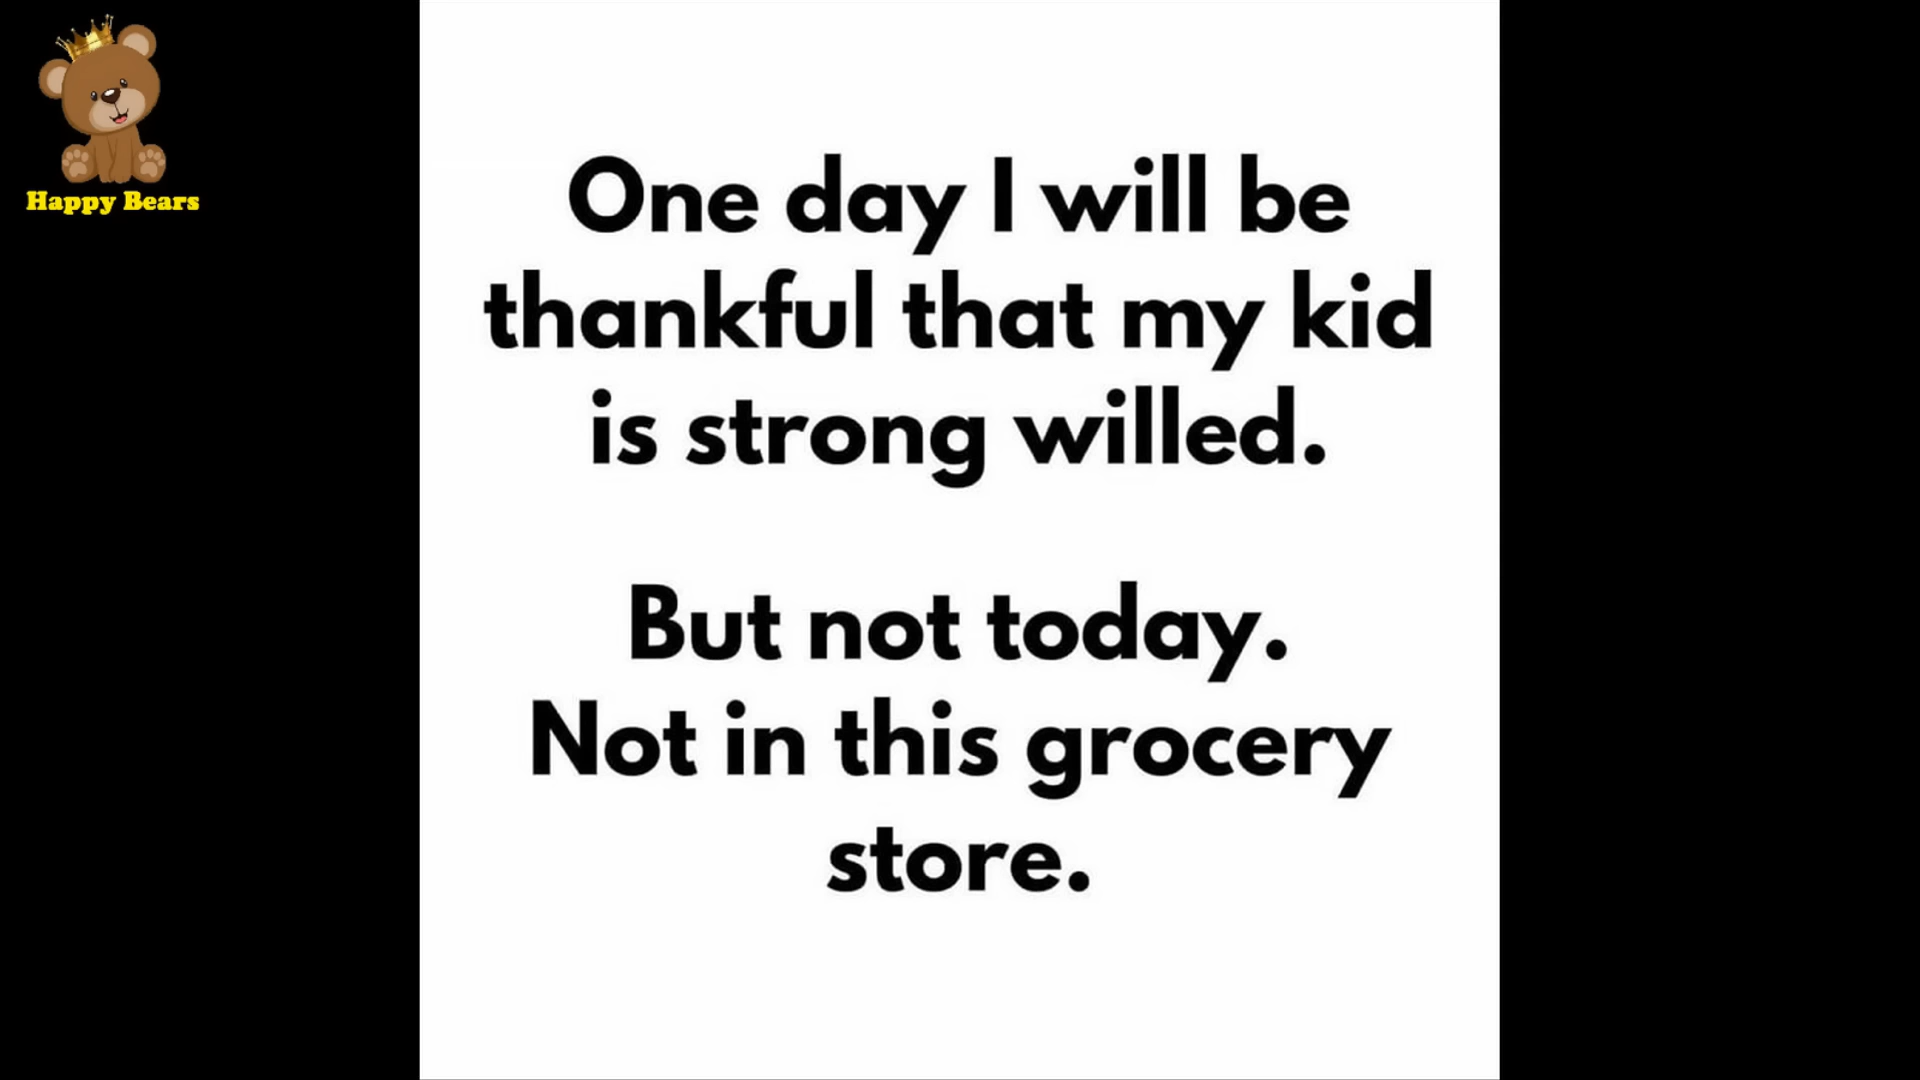 Happy Bears
One day I will be
thankful that my kid
is strong willed.
But not today.
Not in this grocery
store.